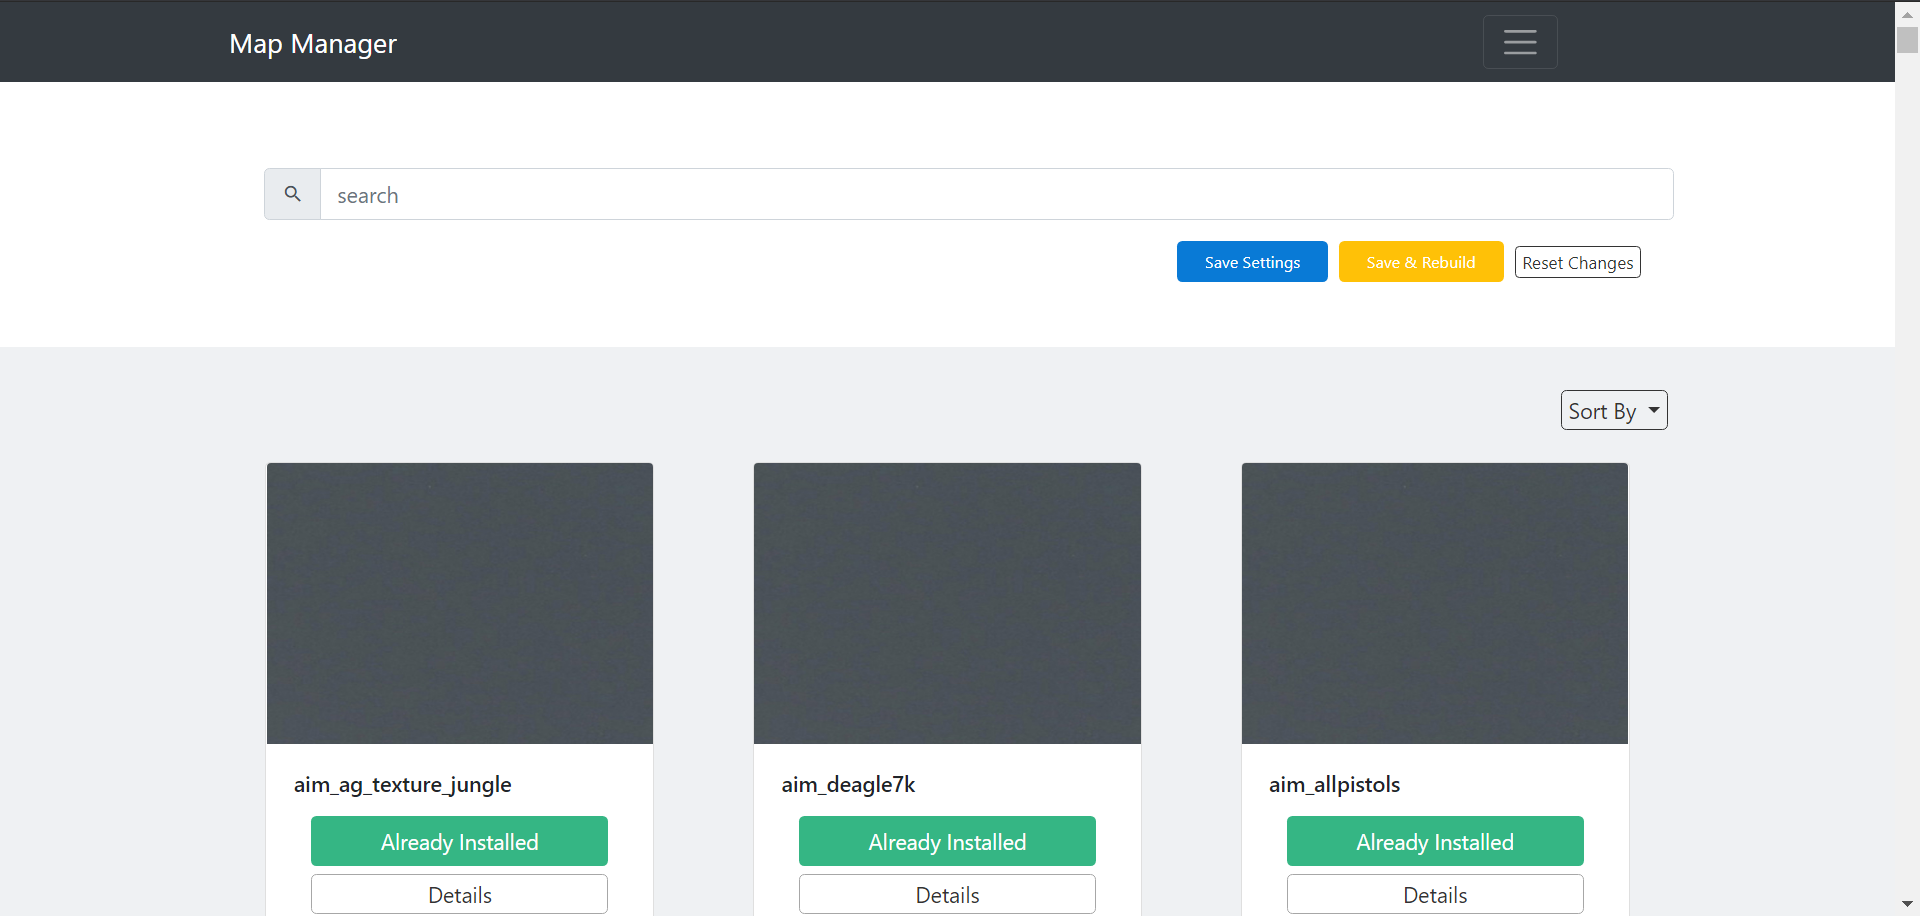 Map Manager
search
Save Settings
Save & Rebuild
Reset Changes
Sort By
aim_ag_texture_jungle
aim_deagle7k
aim_allpistols
Already Installed
Already Installed
Already Installed
Details
Details
Details